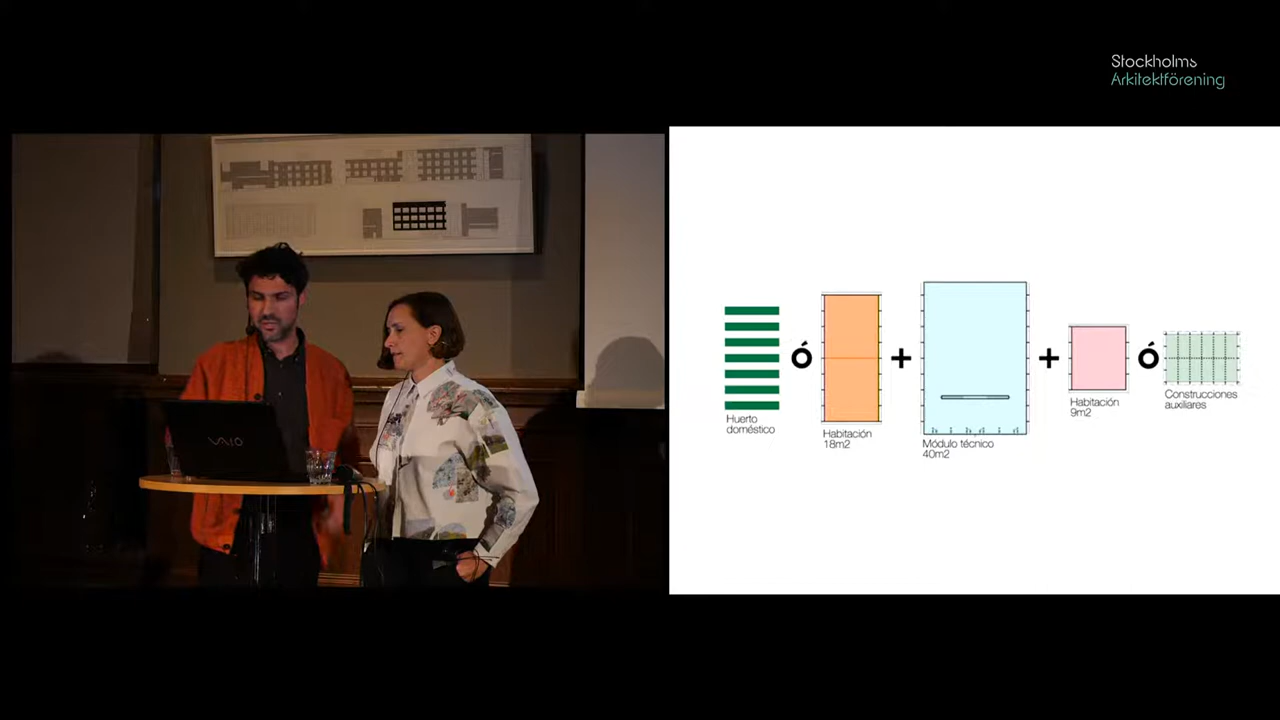 Stockholms
Arkitektförening
VAIO
Huerto
doméstico
Ó
Habitación
18m2
+
Módulo técnico
40m2
+
Habitación
9m2
Ó
Construcciones
auxiliares